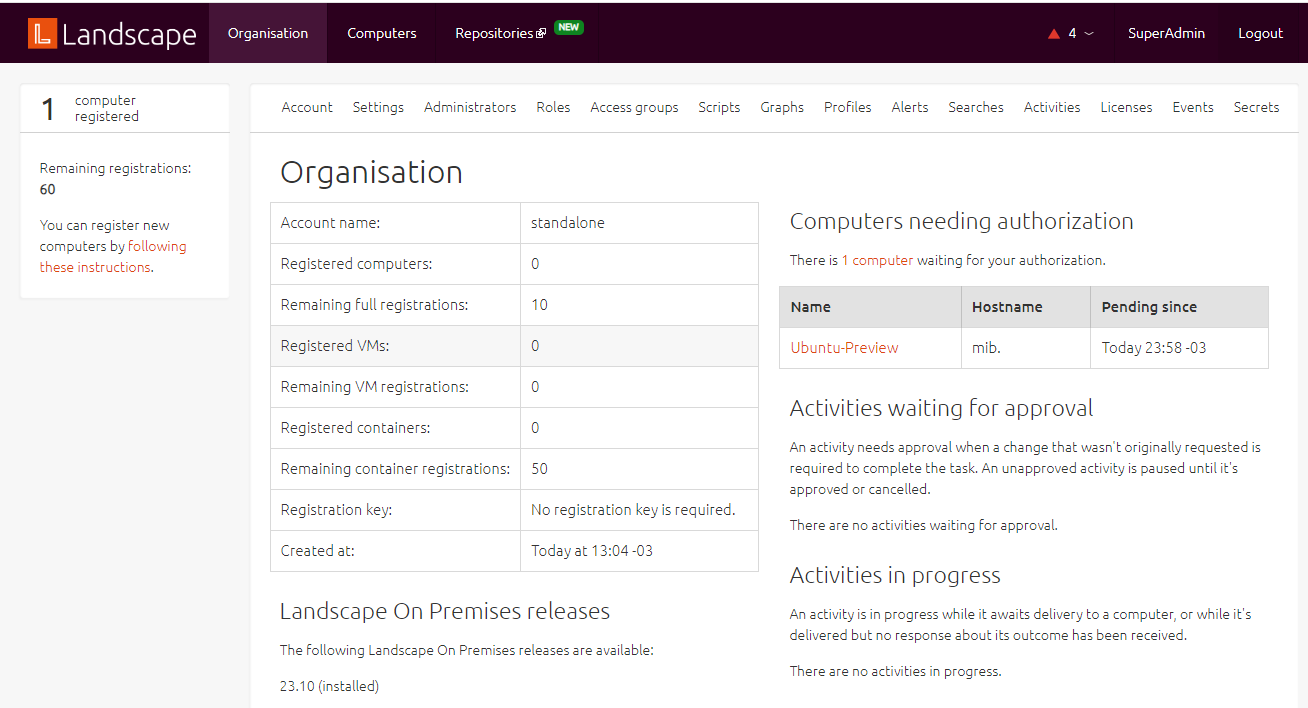 Landscape
Organisation
Computers
Repositories
NEW
4
SuperAdmin
Logout
1
computer
registered
Remaining registrations:
60
You can register new
computers by following
these instructions.
Account Settings Administrators Roles Access groups Scripts Graphs Profiles Alerts Searches Activities Licenses Events Secrets
Organisation
Account name: standalone
Registered computers: 0
Remaining full registrations: 10
Registered VMs: 0
Remaining VM registrations: 0
Registered containers: 0
Remaining container registrations: 50
Registration key: No registration key is required.
Created at: Today at 13:04 -03
Landscape On Premises releases
The following Landscape On Premises releases are available:
23.10 (installed)
Computers needing authorization
There is 1 computer waiting for your authorization.
Name Hostname Pending since
Ubuntu-Preview mib. Today 23:58 -03
Activities waiting for approval
An activity needs approval when a change that wasn't originally requested is
required to complete the task. An unapproved activity is paused until it's
approved or cancelled.
There are no activities waiting for approval.
Activities in progress
An activity is in progress while it awaits delivery to a computer, or while it's
delivered but no response about its outcome has been received.
There are no activities in progress.